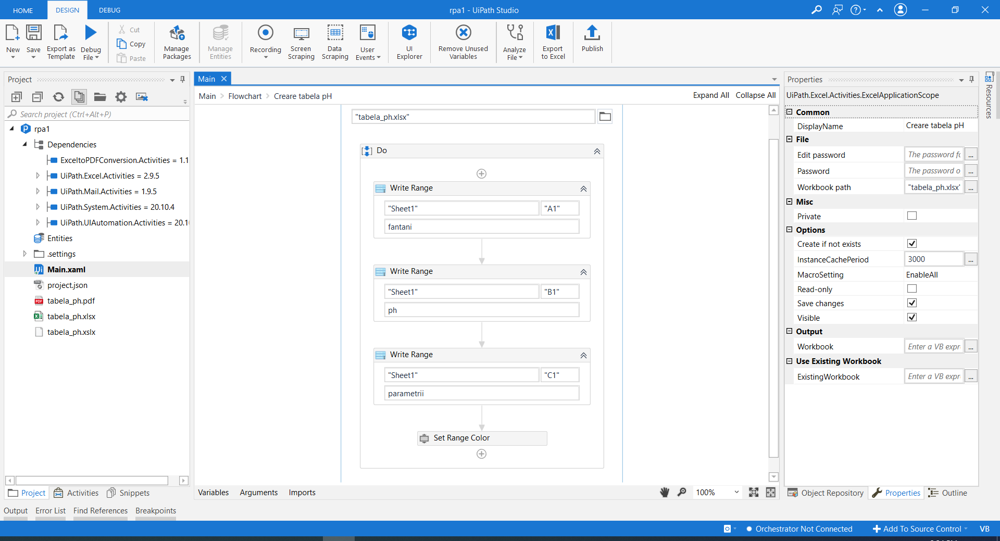 HOME DESIGN DEBUG rpa1 - UiPath Studio
New Save Export as Template Debug File Cut Copy Paste Manage Packages Manage Entities Recording Screen Scraping Data Scraping User Events UI Explorer Remove Unused Variables Analyze File Export to Excel Publish
Project
Search project (Ctrl+Alt+P)
rpa1
Dependencies
ExceltoPDFConversion.Activities = 1.1
UiPath.Excel.Activities = 2.9.5
UiPath.Mail.Activities = 1.9.5
UiPath.System.Activities = 20.10.4
UiPath.UIAutomation.Activities = 20.1
Entities
.settings
Main.xaml
project.json
tabela_ph.pdf
tabela_ph.xlsx
tabela_ph.xslx
Project Activities Snippets
Main
Main > Flowchart > Creare tabela pH Expand All Collapse All
"tabela_ph.xlsx"
Do
Write Range
"Sheet1" "A1"
fantani
Write Range
"Sheet1" "B1"
ph
Write Range
"Sheet1" "C1"
parametrii
Set Range Color
Variables Arguments Imports 100%
Properties
UiPath.Excel.Activities.ExcelApplicationScope
Common
DisplayName Creare tabela pH
File
Edit password The password fo ...
Password The password o ...
Workbook path "tabela_ph.xlsx" ...
Misc
Private
Options
Create if not exists
InstanceCachePeriod 3000 ...
MacroSetting EnableAll
Read-only
Save changes
Visible
Output
Workbook Enter a VB expr ...
Use Existing Workbook
ExistingWorkbook Enter a VB expr ...
Object Repository Properties Outline
Resources
Output Error List Find References Breakpoints
Orchestrator Not Connected Add To Source Control VB